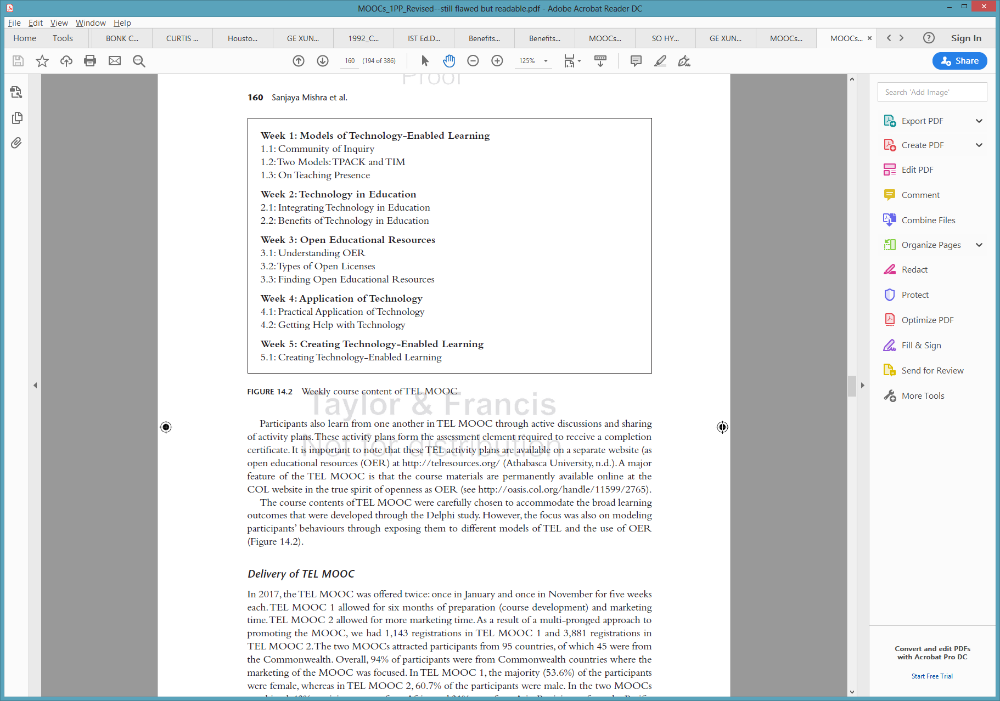 MOOCs_1PP_Revised--still flawed but readable.pdf - Adobe Acrobat Reader DC
File Edit View Window Help
Home Tools BONK C... CURTIS ... Housto... GE XUN... 1992_C... IST Ed.D... Benefits... Benefits... MOOCs... SO HY... GE XUN... MOOCs... MOOCs... × Sign In
160 (194 of 386) 125% Share
Proof
160 Sanjaya Mishra et al.
Week 1: Models of Technology-Enabled Learning
1.1: Community of Inquiry
1.2: Two Models: TPACK and TIM
1.3: On Teaching Presence
Week 2: Technology in Education
2.1: Integrating Technology in Education
2.2: Benefits of Technology in Education
Week 3: Open Educational Resources
3.1: Understanding OER
3.2: Types of Open Licenses
3.3: Finding Open Educational Resources
Week 4: Application of Technology
4.1: Practical Application of Technology
4.2: Getting Help with Technology
Week 5: Creating Technology-Enabled Learning
5.1: Creating Technology-Enabled Learning
FIGURE 14.2 Weekly course content of TEL MOOC
Taylor & Francis
Not for distribution
Participants also learn from one another in TEL MOOC through active discussions and sharing
of activity plans. These activity plans form the assessment element required to receive a completion
certificate. It is important to note that these TEL activity plans are available on a separate website (as
open educational resources (OER) at http://telresources.org/ (Athabasca University, n.d.). A major
feature of the TEL MOOC is that the course materials are permanently available online at the
COL website in the true spirit of openness as OER (see http://oasis.col.org/handle/11599/2765).
The course contents of TEL MOOC were carefully chosen to accommodate the broad learning
outcomes that were developed through the Delphi study. However, the focus was also on modeling
participants' behaviours through exposing them to different models of TEL and the use of OER
(Figure 14.2).
Delivery of TEL MOOC
In 2017, the TEL MOOC was offered twice: once in January and once in November for five weeks
each. TEL MOOC 1 allowed for six months of preparation (course development) and marketing
time. TEL MOOC 2 allowed for more marketing time. As a result of a multi-pronged approach to
promoting the MOOC, we had 1,143 registrations in TEL MOOC 1 and 3,881 registrations in
TEL MOOC 2. The two MOOCs attracted participants from 95 countries, of which 45 were from
the Commonwealth. Overall, 94% of participants were from Commonwealth countries where the
marketing of the MOOC was focused. In TEL MOOC 1, the majority (53.6%) of the participants
were female, whereas in TEL MOOC 2, 60.7% of the participants were male. In the two MOOCs
Search 'Add Image'
Export PDF
Create PDF
Edit PDF
Comment
Combine Files
Organize Pages
Redact
Protect
Optimize PDF
Fill & Sign
Send for Review
More Tools
Convert and edit PDFs
with Acrobat Pro DC
Start Free Trial